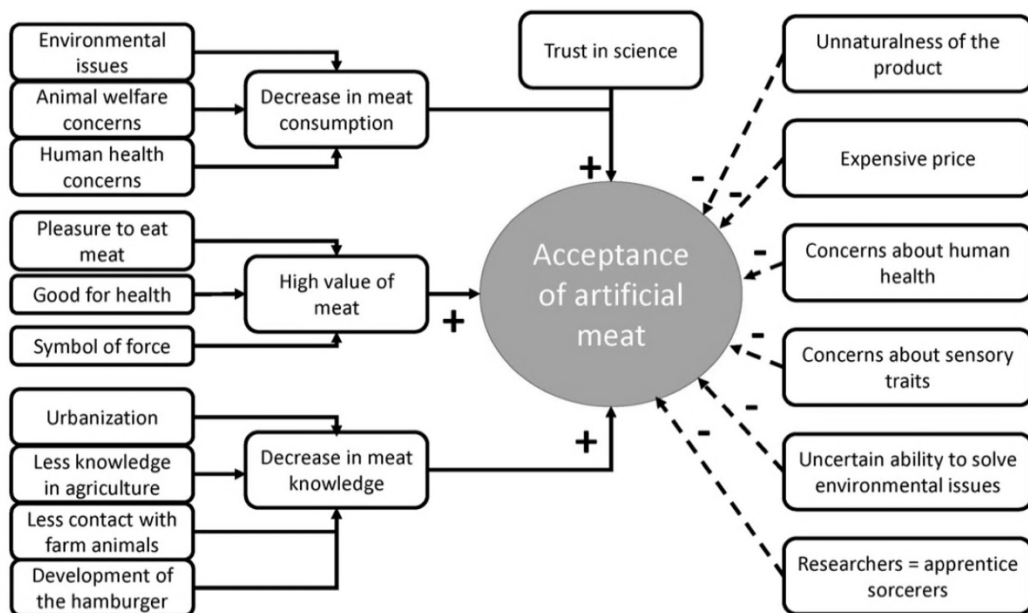 Environmental
issues
Animal welfare
concerns
Human health
concerns
Decrease in meat
consumption
Trust in science
+
Pleasure to eat
meat
Good for health
Symbol of force
High value of
meat
+
Urbanization
Less knowledge
in agriculture
Less contact with
farm animals
Development of
the hamburger
Decrease in meat
knowledge
+
Acceptance
of artificial
meat
-
Unnaturalness of the
product
-
Expensive price
-
Concerns about human
health
-
Concerns about sensory
traits
-
Uncertain ability to solve
environmental issues
-
Researchers = apprentice
sorcerers